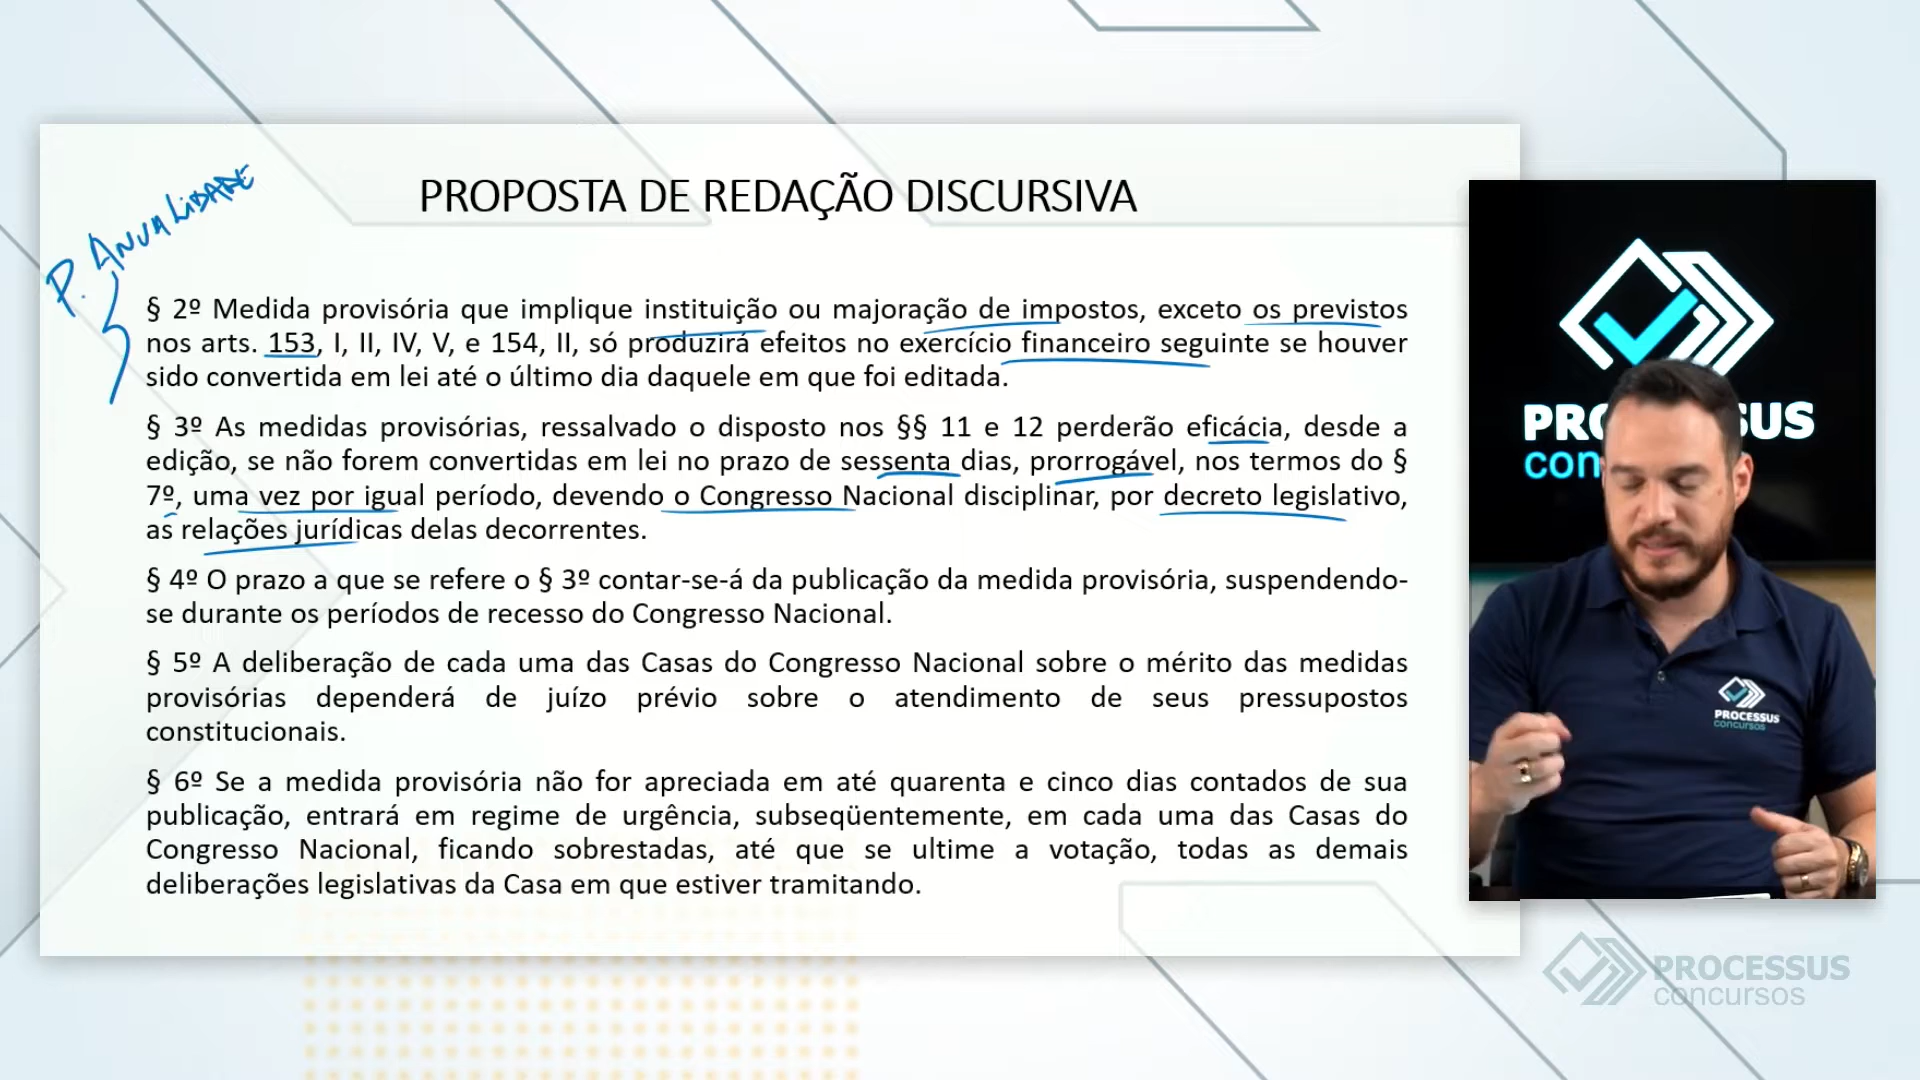 P. ANUALIDADE
PROPOSTA DE REDAÇÃO DISCURSIVA
§ 2º Medida provisória que implique instituição ou majoração de impostos, exceto os previstos
nos arts. 153, I, II, IV, V, e 154, II, só produzirá efeitos no exercício financeiro seguinte se houver
sido convertida em lei até o último dia daquele em que foi editada.
§ 3º As medidas provisórias, ressalvado o disposto nos §§ 11 e 12 perderão eficácia, desde a
edição, se não forem convertidas em lei no prazo de sessenta dias, prorrogável, nos termos do §
7º, uma vez por igual período, devendo o Congresso Nacional disciplinar, por decreto legislativo,
as relações jurídicas delas decorrentes.
§ 4º O prazo a que se refere o § 3º contar-se-á da publicação da medida provisória, suspendendo-
se durante os períodos de recesso do Congresso Nacional.
§ 5º A deliberação de cada uma das Casas do Congresso Nacional sobre o mérito das medidas
provisórias dependerá de juízo prévio sobre o atendimento de seus pressupostos
constitucionais.
§ 6º Se a medida provisória não for apreciada em até quarenta e cinco dias contados de sua
publicação, entrará em regime de urgência, subseqüentemente, em cada uma das Casas do
Congresso Nacional, ficando sobrestadas, até que se ultime a votação, todas as demais
deliberações legislativas da Casa em que estiver tramitando.
PRO SUS
con
PROCESSUS
concursos
PROCESSUS
concursos